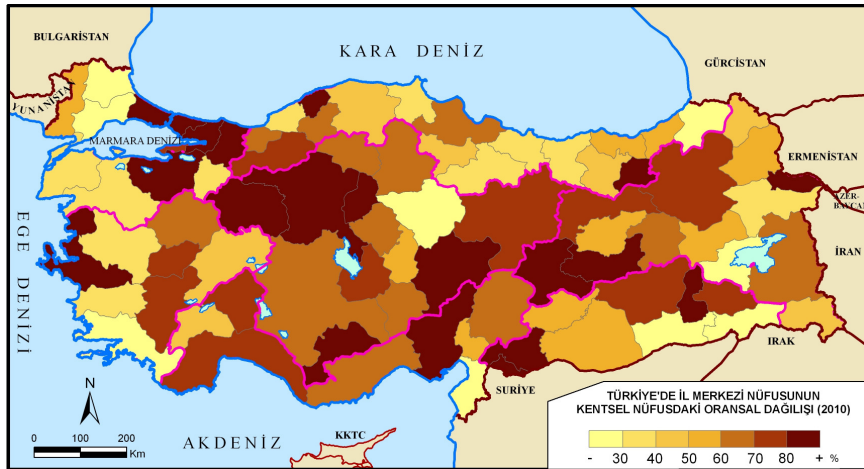 BULGARİSTAN
KARA DENİZ
GÜRCİSTAN
YUNANİSTAN
MARMARA DENİZİ
ERMENİSTAN
AZER-
BAYCAN
EGE DENİZİ
İRAN
IRAK
N
SURİYE
0 100 200
Km
AKDENİZ
KKTC
TÜRKİYE'DE İL MERKEZİ NÜFUSUNUN
KENTSEL NÜFUSDAKİ ORANSAL DAĞILIŞI (2010)
- 30 40 50 60 70 80 + %